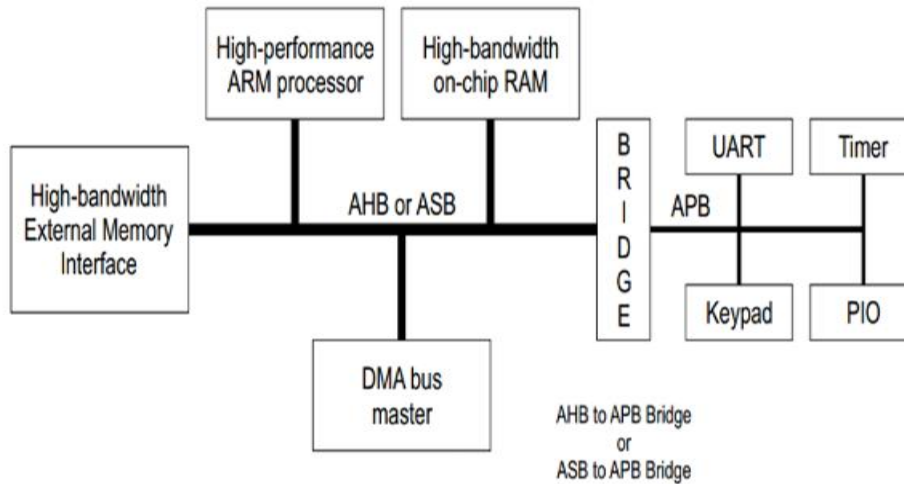 High-performance
ARM processor
High-bandwidth
on-chip RAM
High-bandwidth
External Memory
Interface
AHB or ASB
B
R
I
D
G
E
APB
UART
Timer
Keypad
PIO
DMA bus
master
AHB to APB Bridge
or
ASB to APB Bridge